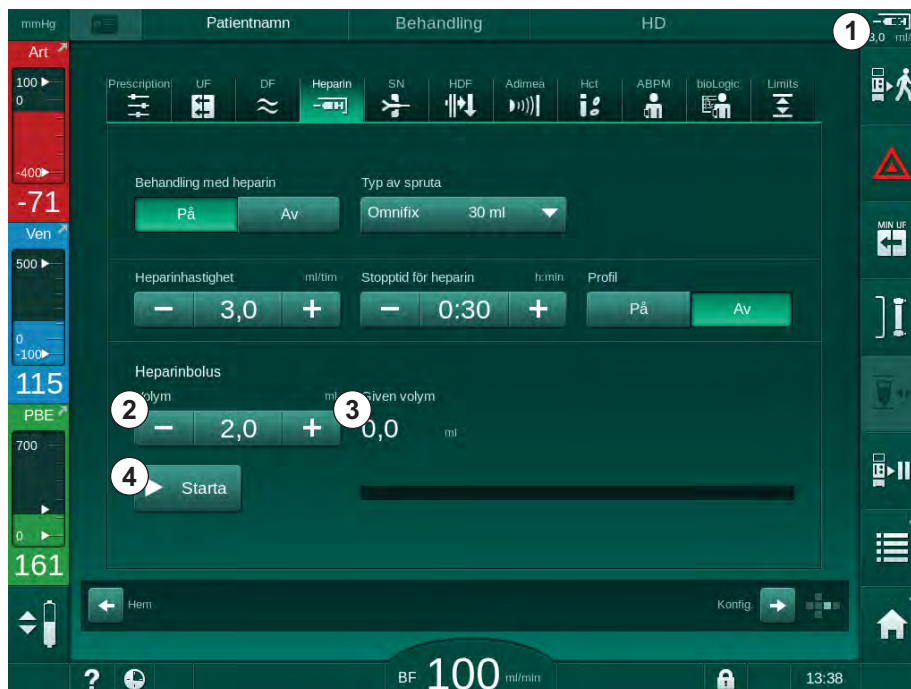 mmHg Patientnamn Behandling HD 1
3,0 ml/
Art
100
0
-400
-71
Ven
500
0
-100
115
PBE
700
0
161
Prescription UF DF Heparin SN HDF Adimea Hct ABPM bioLogic Limits
Behandling med heparin Typ av spruta
På Av Omnifix 30 ml
Heparinhastighet ml/tim Stopptid för heparin h:min Profil
− 3,0 + − 0:30 + På Av
Heparinbolus
Volym ml Given volym
2 − 2,0 + 3 0,0 ml
4 Starta
MIN UF
Hem Konfig.
? BF 100 ml/min 13:38